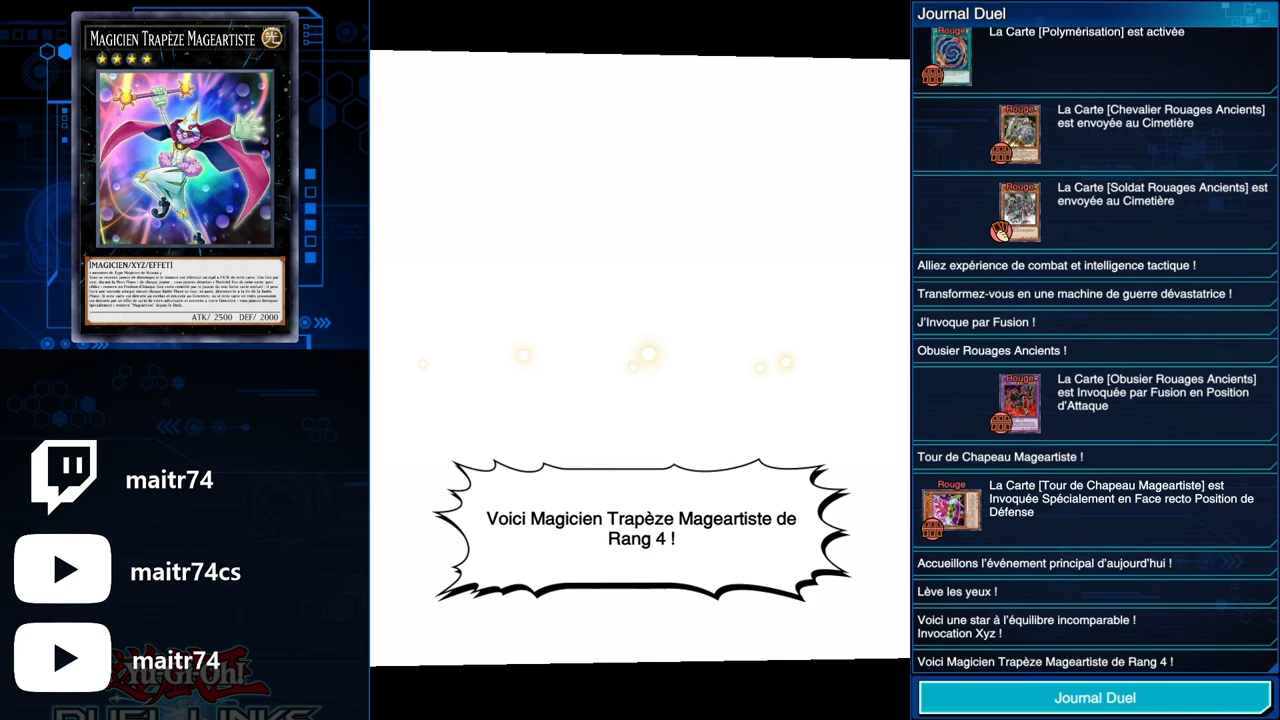 MAGICIEN TRAPÈZE MAGEARTISTE
[MAGICIEN/XYZ/EFFET]
ATK/ 2500 DEF/ 2000
maitr74
maitr74cs
maitr74
Yu-Gi-Oh!
DUEL LINKS
Voici Magicien Trapèze Mageartiste de
Rang 4 !
Journal Duel
Rouge
La Carte [Polymérisation] est activée
Rouge
La Carte [Chevalier Rouages Ancients]
est envoyée au Cimetière
Rouge
La Carte [Soldat Rouages Ancients] est
envoyée au Cimetière
Alliez expérience de combat et intelligence tactique !
Transformez-vous en une machine de guerre dévastatrice !
J'Invoque par Fusion !
Obusier Rouages Ancients !
Rouge
La Carte [Obusier Rouages Ancients]
est Invoquée par Fusion en Position
d'Attaque
Tour de Chapeau Mageartiste !
Rouge
La Carte [Tour de Chapeau Mageartiste] est
Invoquée Spécialement en Face recto Position de
Défense
Accueillons l'événement principal d'aujourd'hui !
Lève les yeux !
Voici une star à l'équilibre incomparable !
Invocation Xyz !
Voici Magicien Trapèze Mageartiste de Rang 4 !
Journal Duel